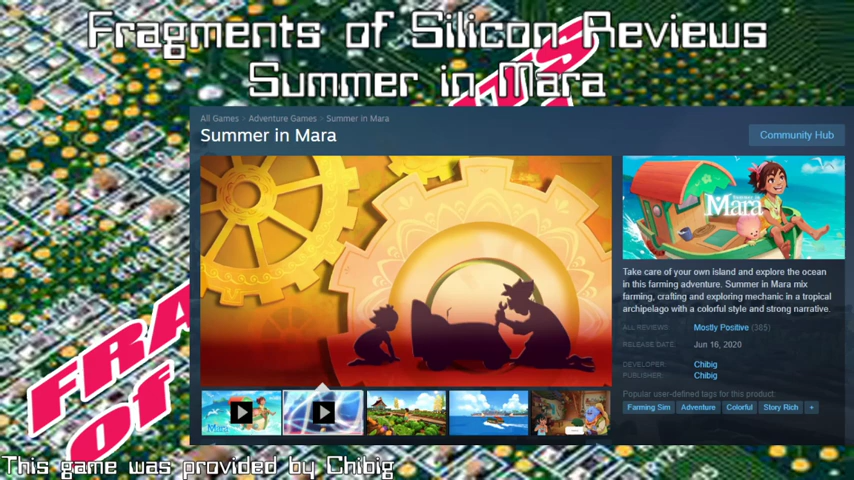 Fragments of Silicon Reviews
Summer in Mara
All Games › Adventure Games › Summer in Mara
Summer in Mara
Community Hub
Mara
Take care of your own island and explore the ocean
in this farming adventure. Summer in Mara mix
farming, crafting and exploring mechanic in a tropical
archipelago with a colorful style and strong narrative.
ALL REVIEWS: Mostly Positive (385)
RELEASE DATE: Jun 16, 2020
DEVELOPER: Chibig
PUBLISHER: Chibig
Popular user-defined tags for this product:
Farming Sim Adventure Colorful Story Rich +
Mara
FRA
of
This game was provided by Chibig